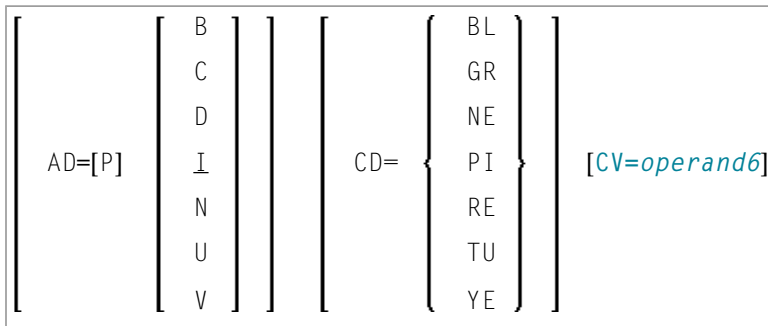 B BL
C GR
D NE
AD=[P] I CD= PI [CV=operand6]
N RE
U TU
V YE